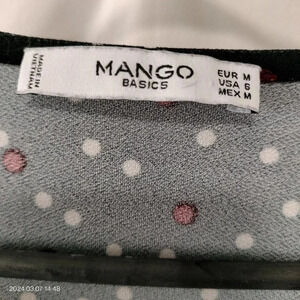 MADE IN
VIETNAM
MANGO
BASICS
EUR M
USA 6
MEX M
2024.03.07 14:48